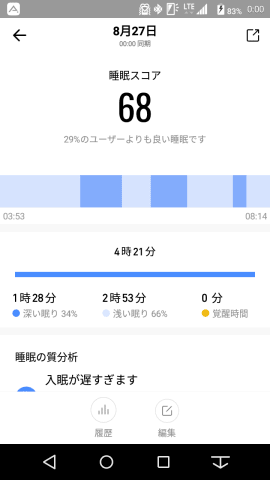 LTE 83% 0:00
8月27日
00:00 同期
睡眠スコア
68
29%のユーザーよりも良い睡眠です
03:53 08:14
4時21分
1時28分 2時53分 0 分
深い眠り 34% 浅い眠り 66% 覚醒時間
睡眠の質分析
入眠が遅すぎます
履歴 編集